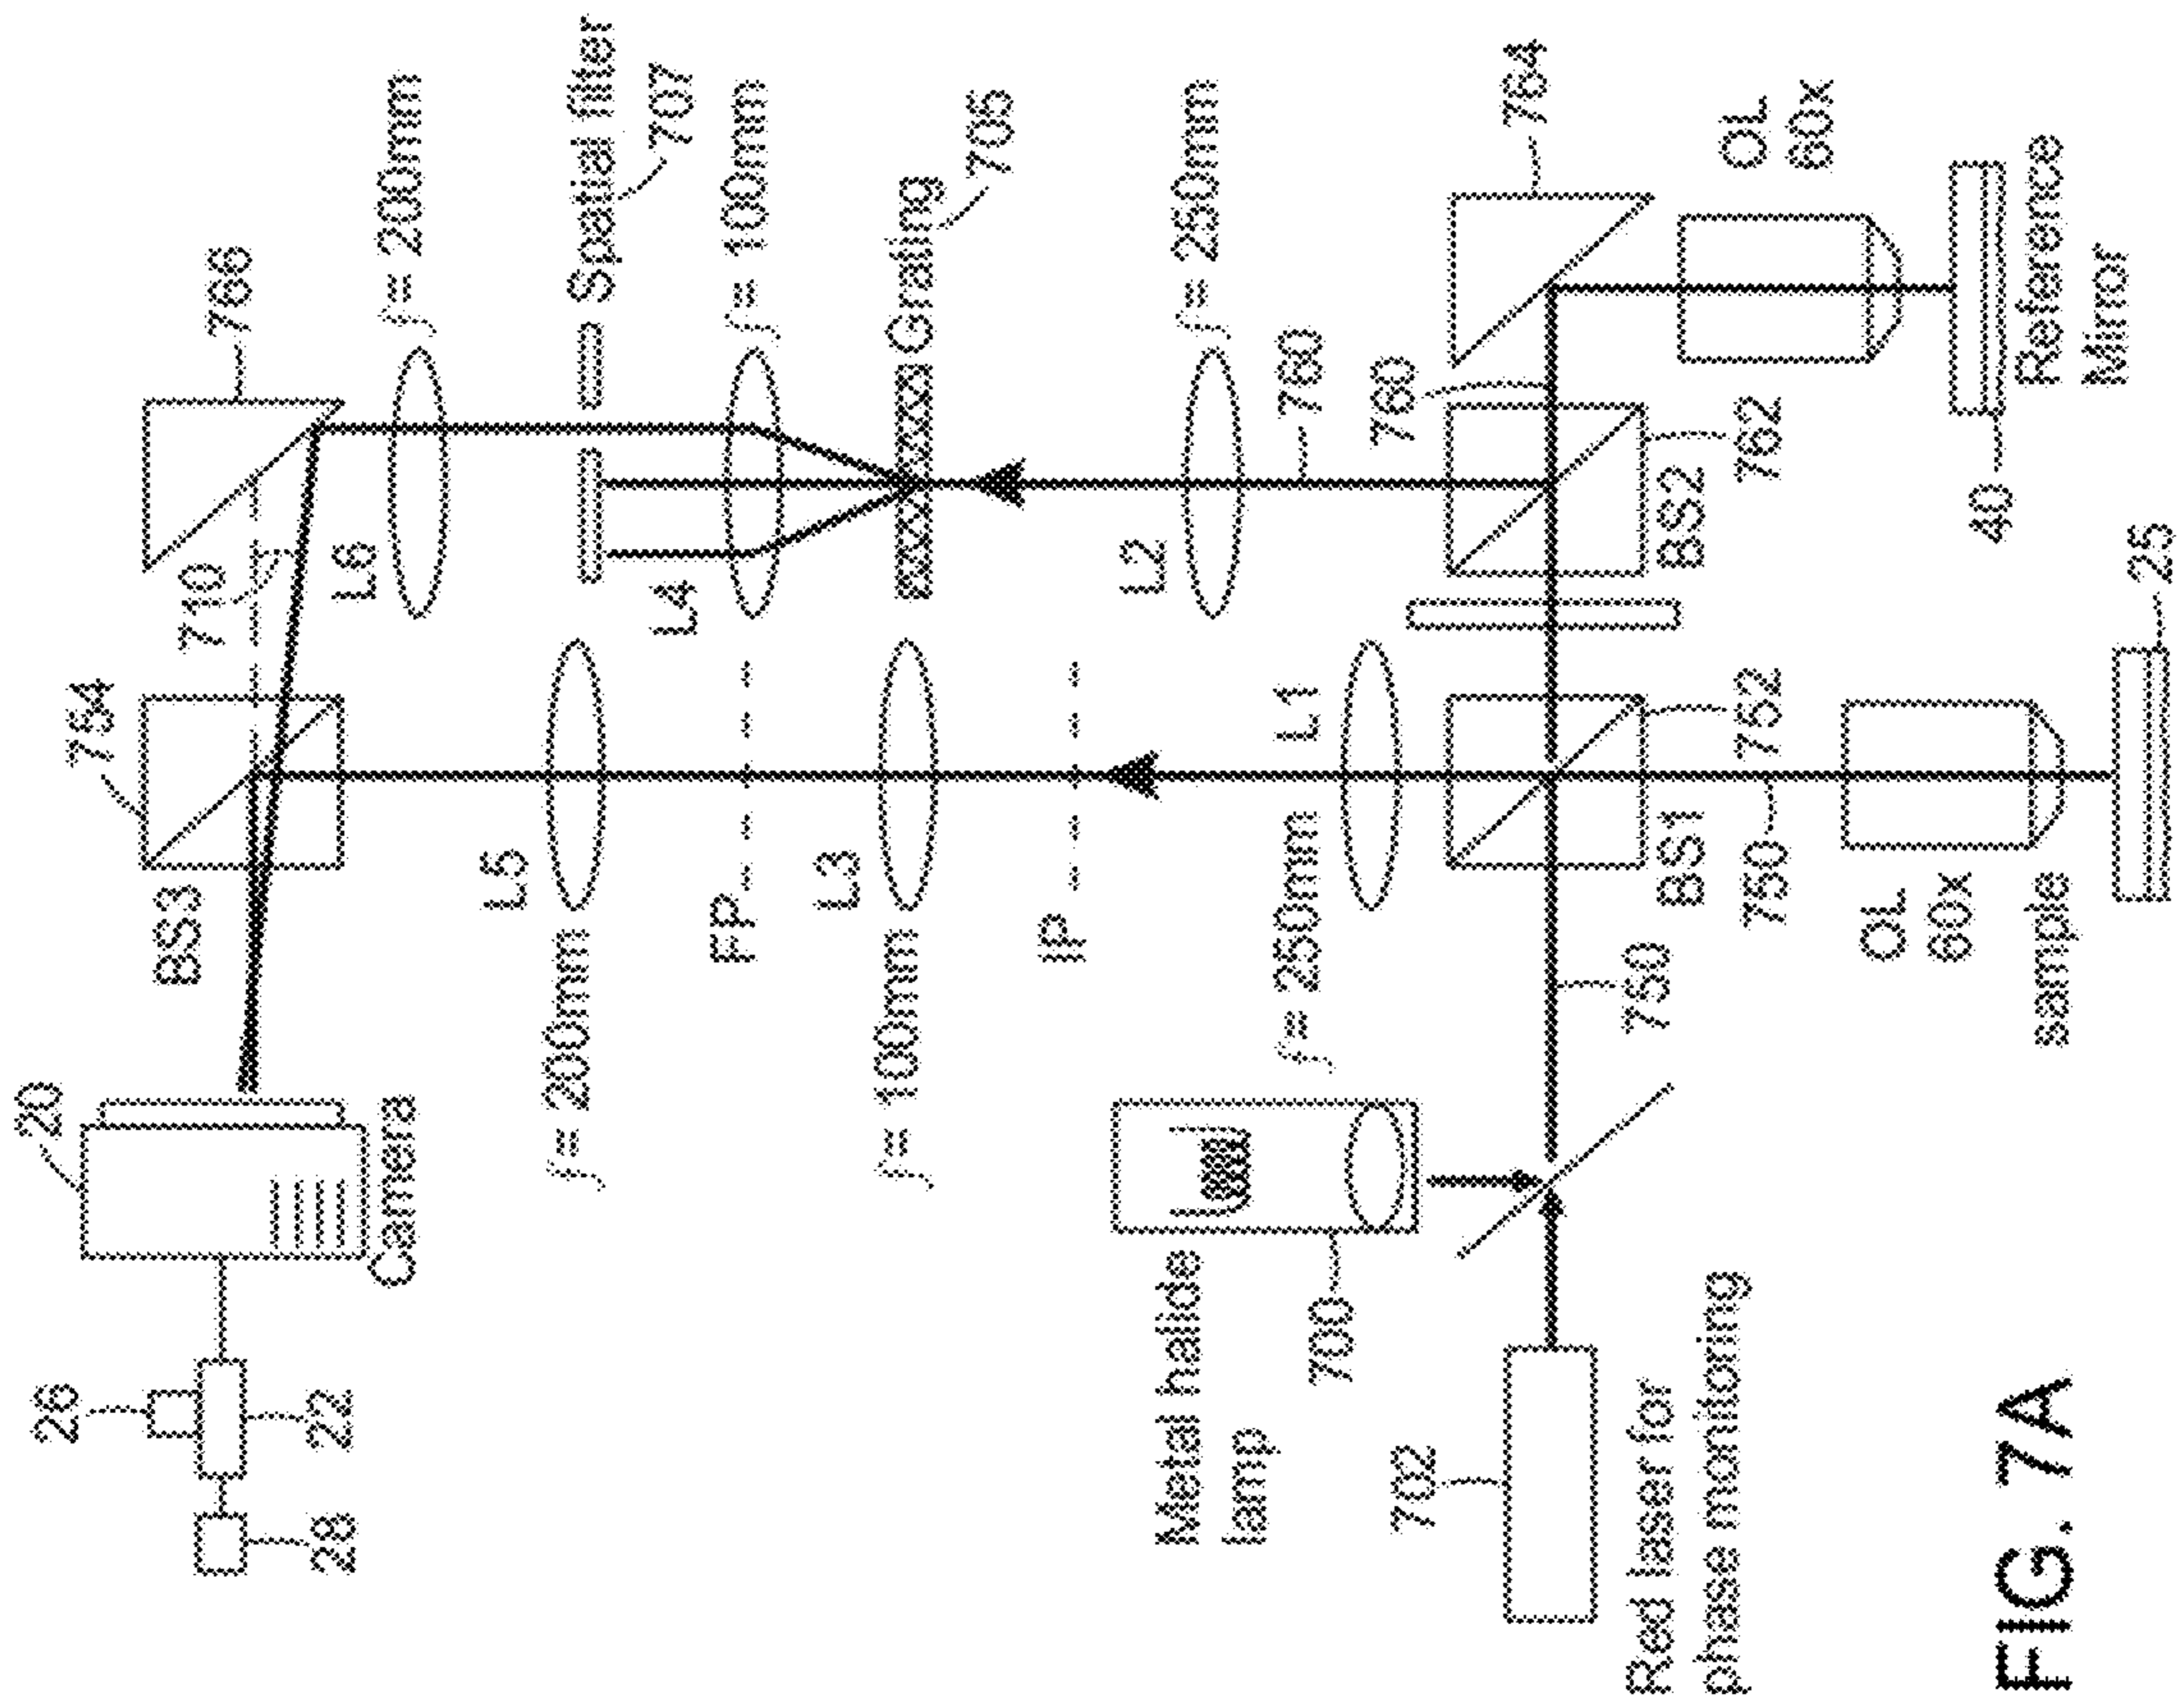 20
26
754
BS3
766
710
28
22
Camera
L6
f = 200mm
L5
f = 200mm
Spatial filter
707
L4
f = 100mm
FP
L3
f = 100mm
Grating
705
IP
L2
f = 250mm
Metal halide
lamp
700
L1
f = 250mm
780
760
702
764
Red laser for
phase monitoring
750
BS1
752
BS2
762
OL
60x
750
OL
60x
sample
25
40
Reference
Mirror
FIG. 7A